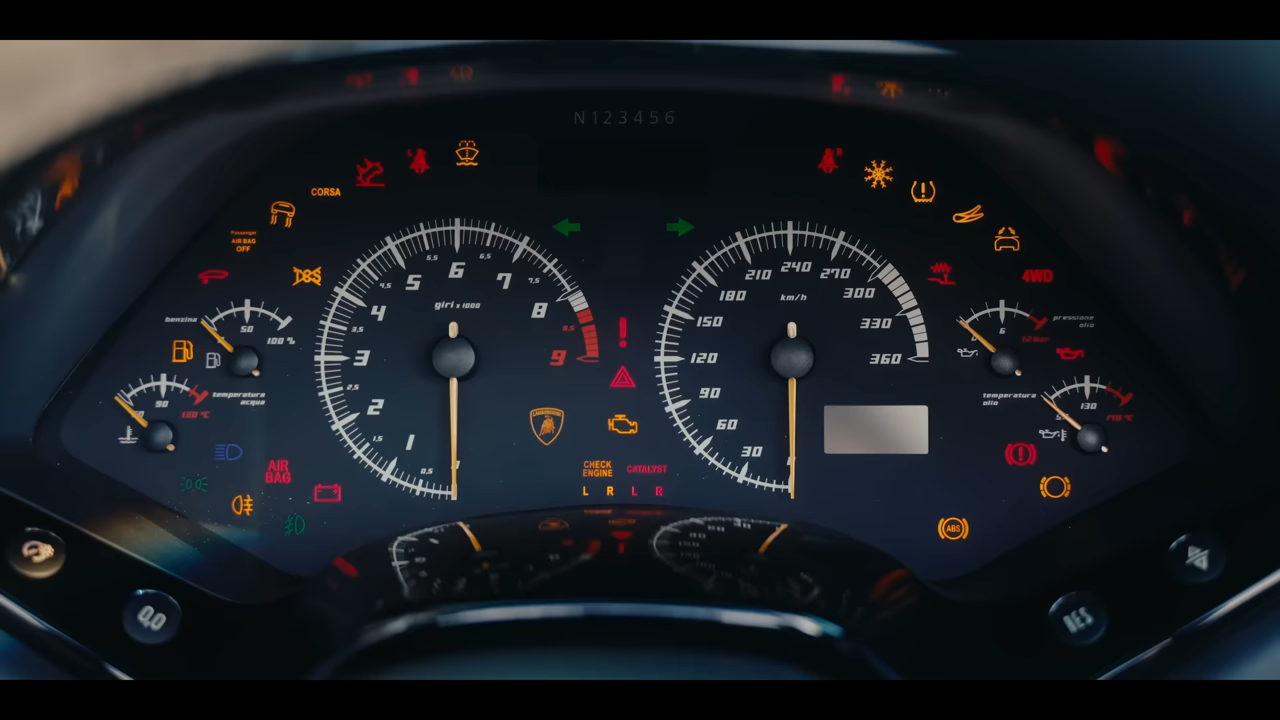 N123456
CORSA
Passenger
AIR BAG
OFF
benzina
50
100 %
temperatura
acqua
90
130 °C
AIR
BAG
0,5
1
1,5
2
2,5
3
3,5
4
4,5
5
5,5
6
6,5
7
7,5
8
8,5
9
giri x 1000
LAMBORGHINI
CHECK
ENGINE
CATALYST
L R L R
30
60
90
120
150
180
210
240
270
300
330
360
km/h
4WD
pressione
olio
6
12 bar
temperatura
olio
130
170 °C
ABS
RES